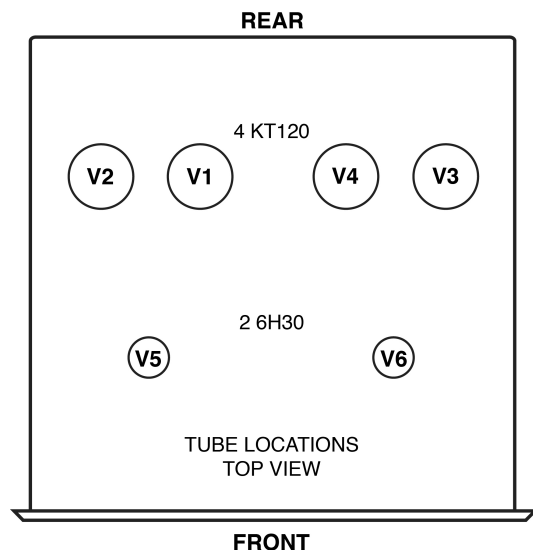 REAR
4 KT120
V2 V1 V4 V3
2 6H30
V5 V6
TUBE LOCATIONS
TOP VIEW
FRONT